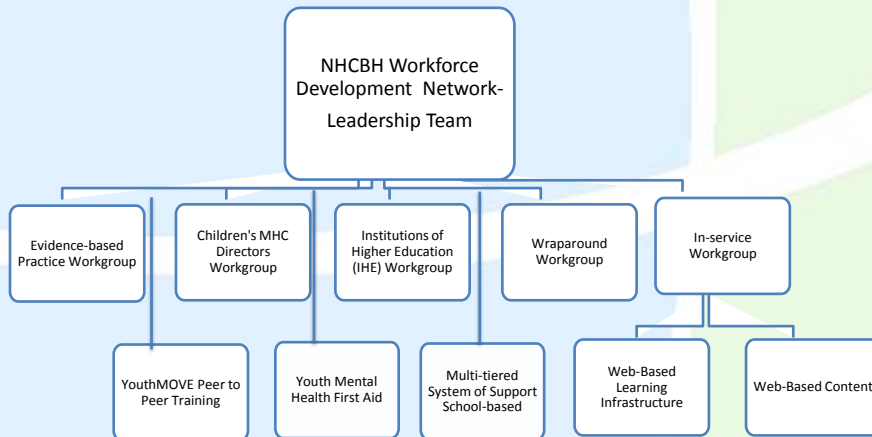 NHCBH Workforce
Development Network-
Leadership Team
Evidence-based
Practice Workgroup
Children's MHC
Directors
Workgroup
Institutions of
Higher Education
(IHE) Workgroup
Wraparound
Workgroup
In-service
Workgroup
YouthMOVE Peer to
Peer Training
Youth Mental
Health First Aid
Multi-tiered
System of Support
School-based
Web-Based
Learning
Infrastructure
Web-Based Content